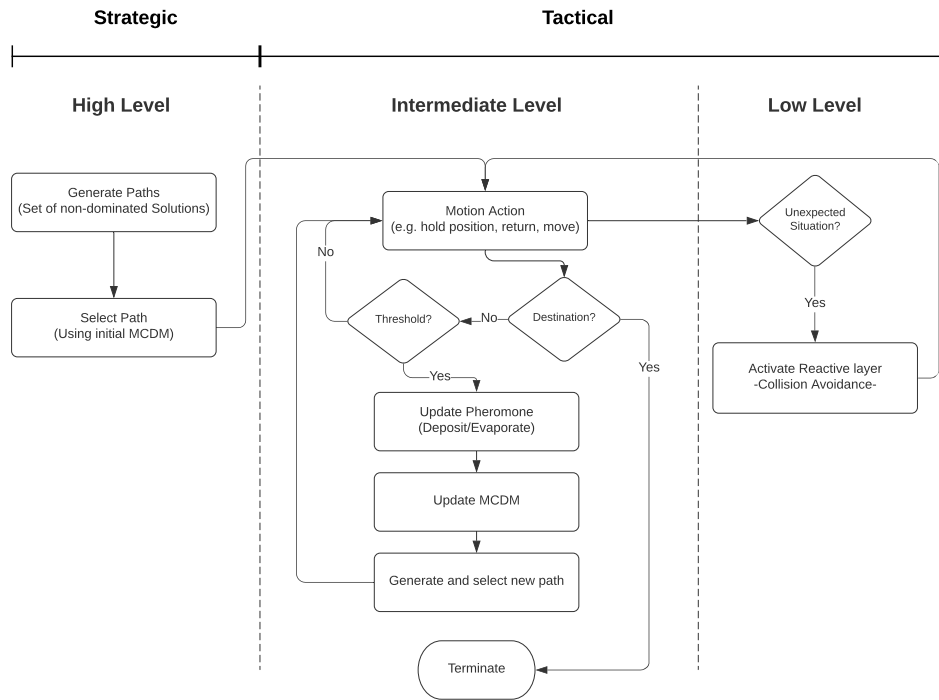 Strategic
Tactical
High Level
Intermediate Level
Low Level
Generate Paths
(Set of non-dominated Solutions)
Select Path
(Using initial MCDM)
Motion Action
(e.g. hold position, return, move)
No
Threshold?
No
Destination?
Yes
Yes
Update Pheromone
(Deposit/Evaporate)
Update MCDM
Generate and select new path
Terminate
Unexpected
Situation?
Yes
Activate Reactive layer
-Collision Avoidance-